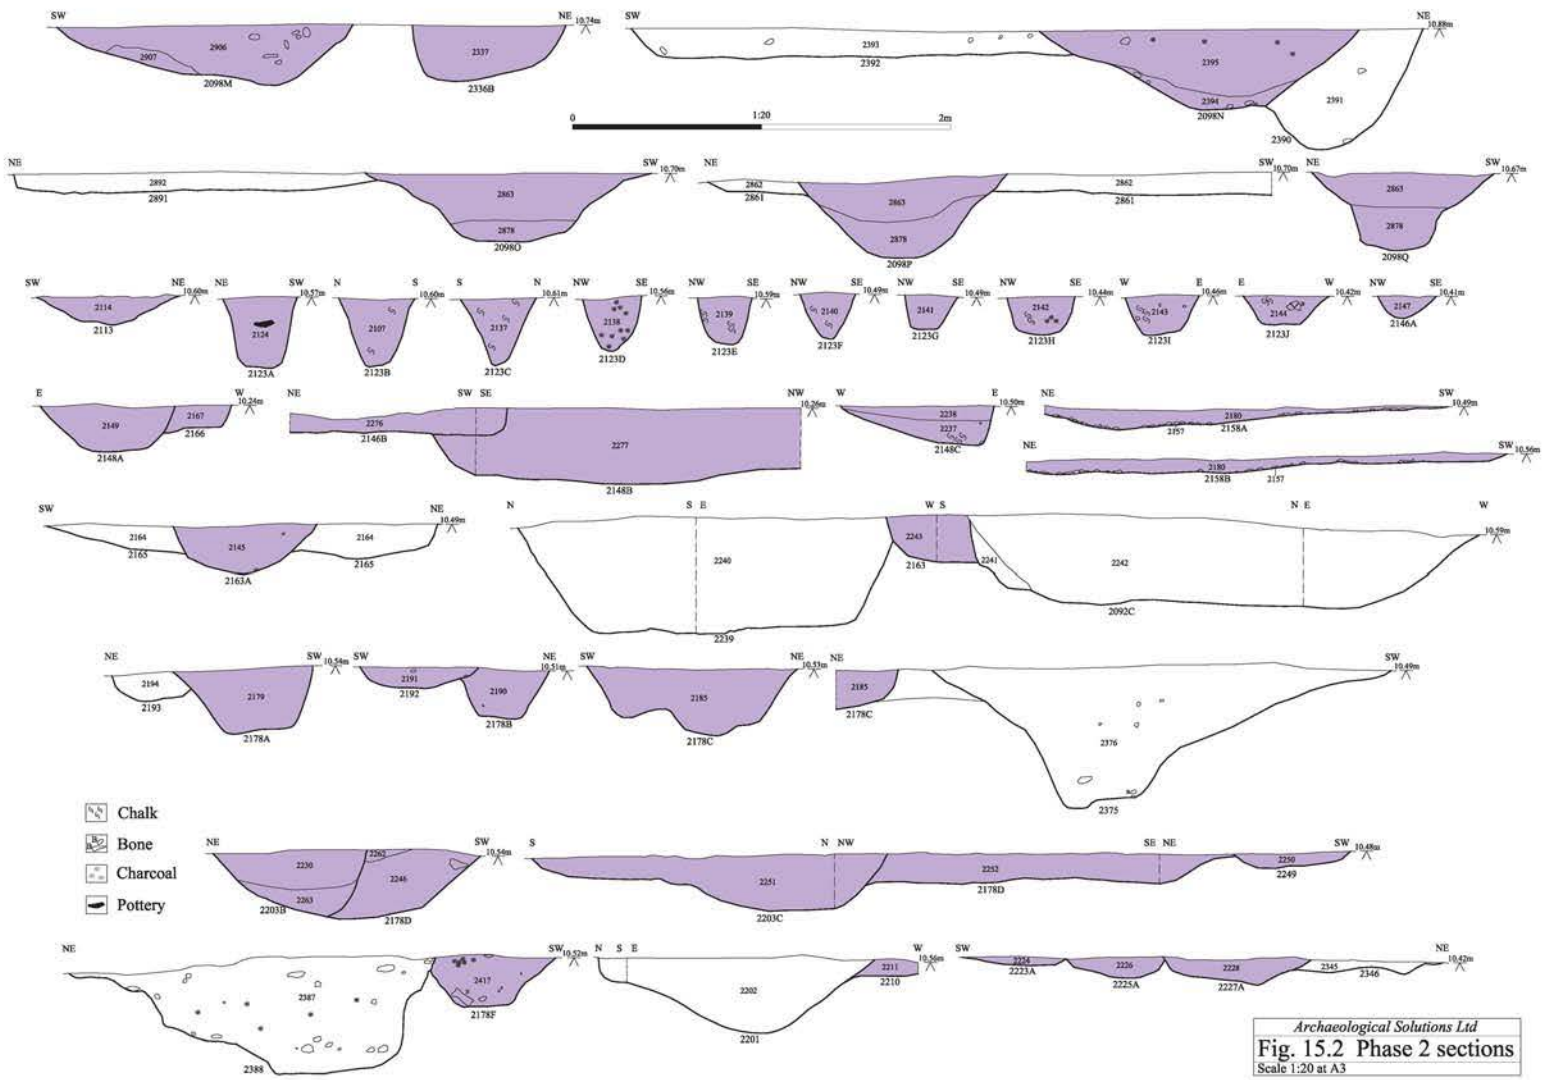 SW NE 10.74m SW NE 10.88m
2906 2907 2337 2393 2395 2391
2098M 2336B 2392 2394 2098N 2390
0 1:20 2m
NE SW 10.70m NE SW 10.70m NE SW 10.67m
2892 2863 2862 2863 2862 2863
2891 2878 2861 2878 2861 2878
2098O 2098P 2098Q
SW NE 10.60m NE SW 10.57m N S 10.60m S N 10.61m NW SE 10.56m NW SE 10.59m NW SE 10.49m NW SE 10.49m NW SE 10.44m W E 10.46m E W 10.42m NW SE 10.41m
2114 2124 2107 2137 2138 2139 2140 2141 2142 2143 2144 2147
2113 2123A 2123B 2123C 2123D 2123E 2123F 2123G 2123H 2123I 2123J 2146A
E W 10.24m NE SW SE NW 10.26m W E 10.50m NE SW 10.49m
2149 2167 2276 2277 2238 2237 2180
2148A 2166 2146B 2148B 2148C 2157 2158A
NE SW 10.56m
2180
2158B 2157
SW NE 10.49m N S E W S N E W 10.59m
2164 2145 2164 2240 2243 2241 2242
2165 2163A 2165 2239 2163 2092C
NE SW 10.54m SW NE 10.51m SW NE 10.53m NE SW 10.49m
2194 2179 2191 2190 2185 2185 2376
2193 2178A 2192 2178B 2178C 2178C 2375
Chalk
Bone
Charcoal
Pottery
NE SW 10.54m S N NW SE NE SW 10.48m
2230 2262 2246 2263 2251 2252 2250
2203B 2178D 2203C 2178D 2249
NE SW 10.52m N S E W 10.56m SW NE 10.42m
2387 2417 2202 2211 2224 2226 2228 2345
2388 2178F 2201 2210 2223A 2225A 2227A 2346
Archaeological Solutions Ltd
Fig. 15.2 Phase 2 sections
Scale 1:20 at A3